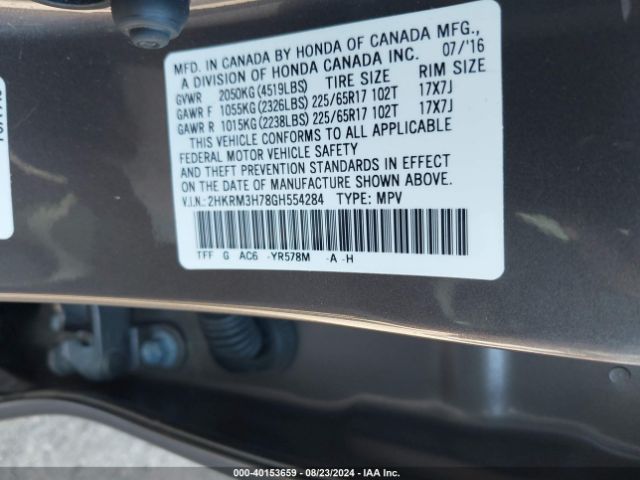 MFD. IN CANADA BY HONDA OF CANADA MFG.,
A DIVISION OF HONDA CANADA INC. 07/'16
GVWR 2050KG (4519LBS) TIRE SIZE RIM SIZE
GAWR F 1055KG (2326LBS) 225/65R17 102T 17X7J
GAWR R 1015KG (2238LBS) 225/65R17 102T 17X7J
THIS VEHICLE CONFORMS TO ALL APPLICABLE
FEDERAL MOTOR VEHICLE SAFETY
AND THEFT PREVENTION STANDARDS IN EFFECT
ON THE DATE OF MANUFACTURE SHOWN ABOVE.
V.I.N.: 2HKRM3H78GH554284 TYPE: MPV
TFF G AC6 -YR578M -A -H
000-40153659 - 08/23/2024 - IAA Inc.